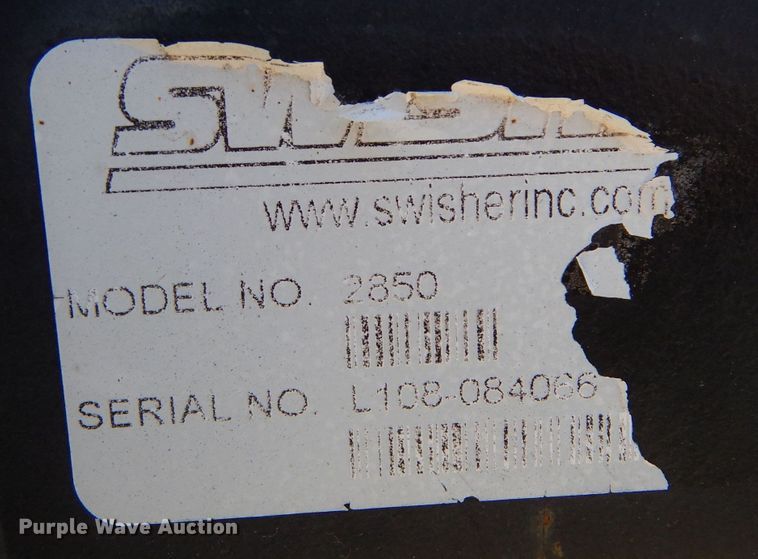 www.swisherinc.com
MODEL NO. 2850
SERIAL NO. L108-084066
Purple Wave Auction